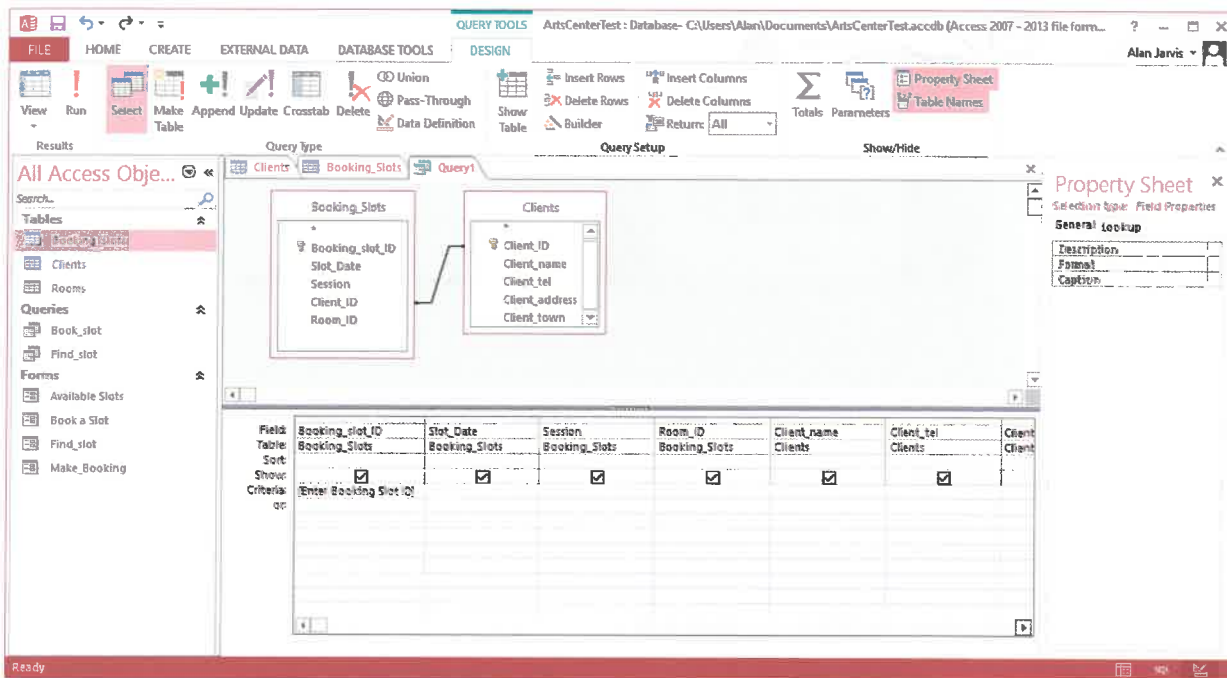 QUERY TOOLS ArtsCenterTest : Database- C:\Users\Alan\Documents\ArtsCenterTest.accdb (Access 2007 - 2013 file form... ?
FILE HOME CREATE EXTERNAL DATA DATABASE TOOLS DESIGN Alan Jarvis
View Run Select Make Table Append Update Crosstab Delete
Union
Pass-Through
Data Definition
Show Table
Insert Rows
Delete Rows
Builder
Insert Columns
Delete Columns
Return: All
Totals Parameters
Property Sheet
Table Names
Results Query Type Query Setup Show/Hide
All Access Obje...
Search...
Tables
Booking_Slots
Clients
Rooms
Queries
Book_slot
Find_slot
Forms
Available Slots
Book a Slot
Find_slot
Make_Booking
Clients Booking_Slots Query1
Booking_Slots
*
Booking_slot_ID
Slot_Date
Session
Client_ID
Room_ID
Clients
*
Client_ID
Client_name
Client_tel
Client_address
Client_town
Field: Booking_slot_ID Slot_Date Session Room_ID Client_name Client_tel Client
Table: Booking_Slots Booking_Slots Booking_Slots Booking_Slots Clients Clients Client
Sort:
Show:
Criteria: [Enter Booking Slot ID]
or:
Property Sheet
Selection type: Field Properties
General Lookup
Description
Format
Caption
Ready
SQL